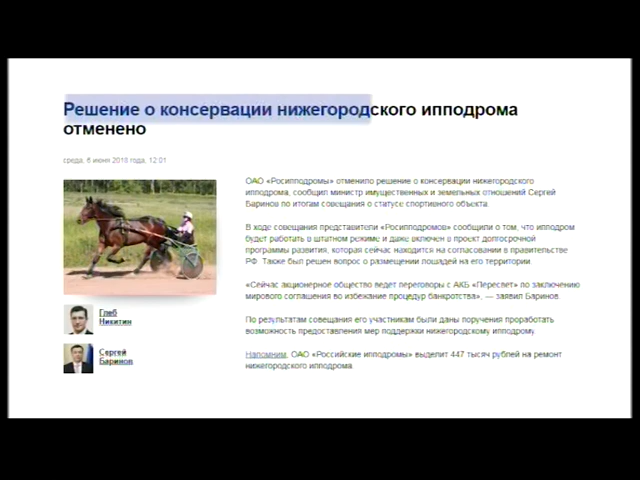 Решение о консервации нижегородского ипподрома
отменено
среда, 6 июня 2018 года, 12:01
ОАО «Росипподромы» отменило решение о консервации нижегородского
ипподрома, сообщил министр имущественных и земельных отношений Сергей
Баринов по итогам совещания о статусе спортивного объекта.
В ходе совещания представители «Росипподромов» сообщили о том, что ипподром
будет работать в штатном режиме и даже включен в проект долгосрочной
программы развития, которая сейчас находится на согласовании в правительстве
РФ. Также был решен вопрос о размещении лошадей на его территории.
«Сейчас акционерное общество ведет переговоры с АКБ «Пересвет» по заключению
мирового соглашения во избежание процедур банкротства», — заявил Баринов.
По результатам совещания его участникам были даны поручения проработать
возможность предоставления мер поддержки нижегородскому ипподрому.
Напомним, ОАО «Российские ипподромы» выделит 447 тысяч рублей на ремонт
нижегородского ипподрома.
Глеб
Никитин
Сергей
Баринов